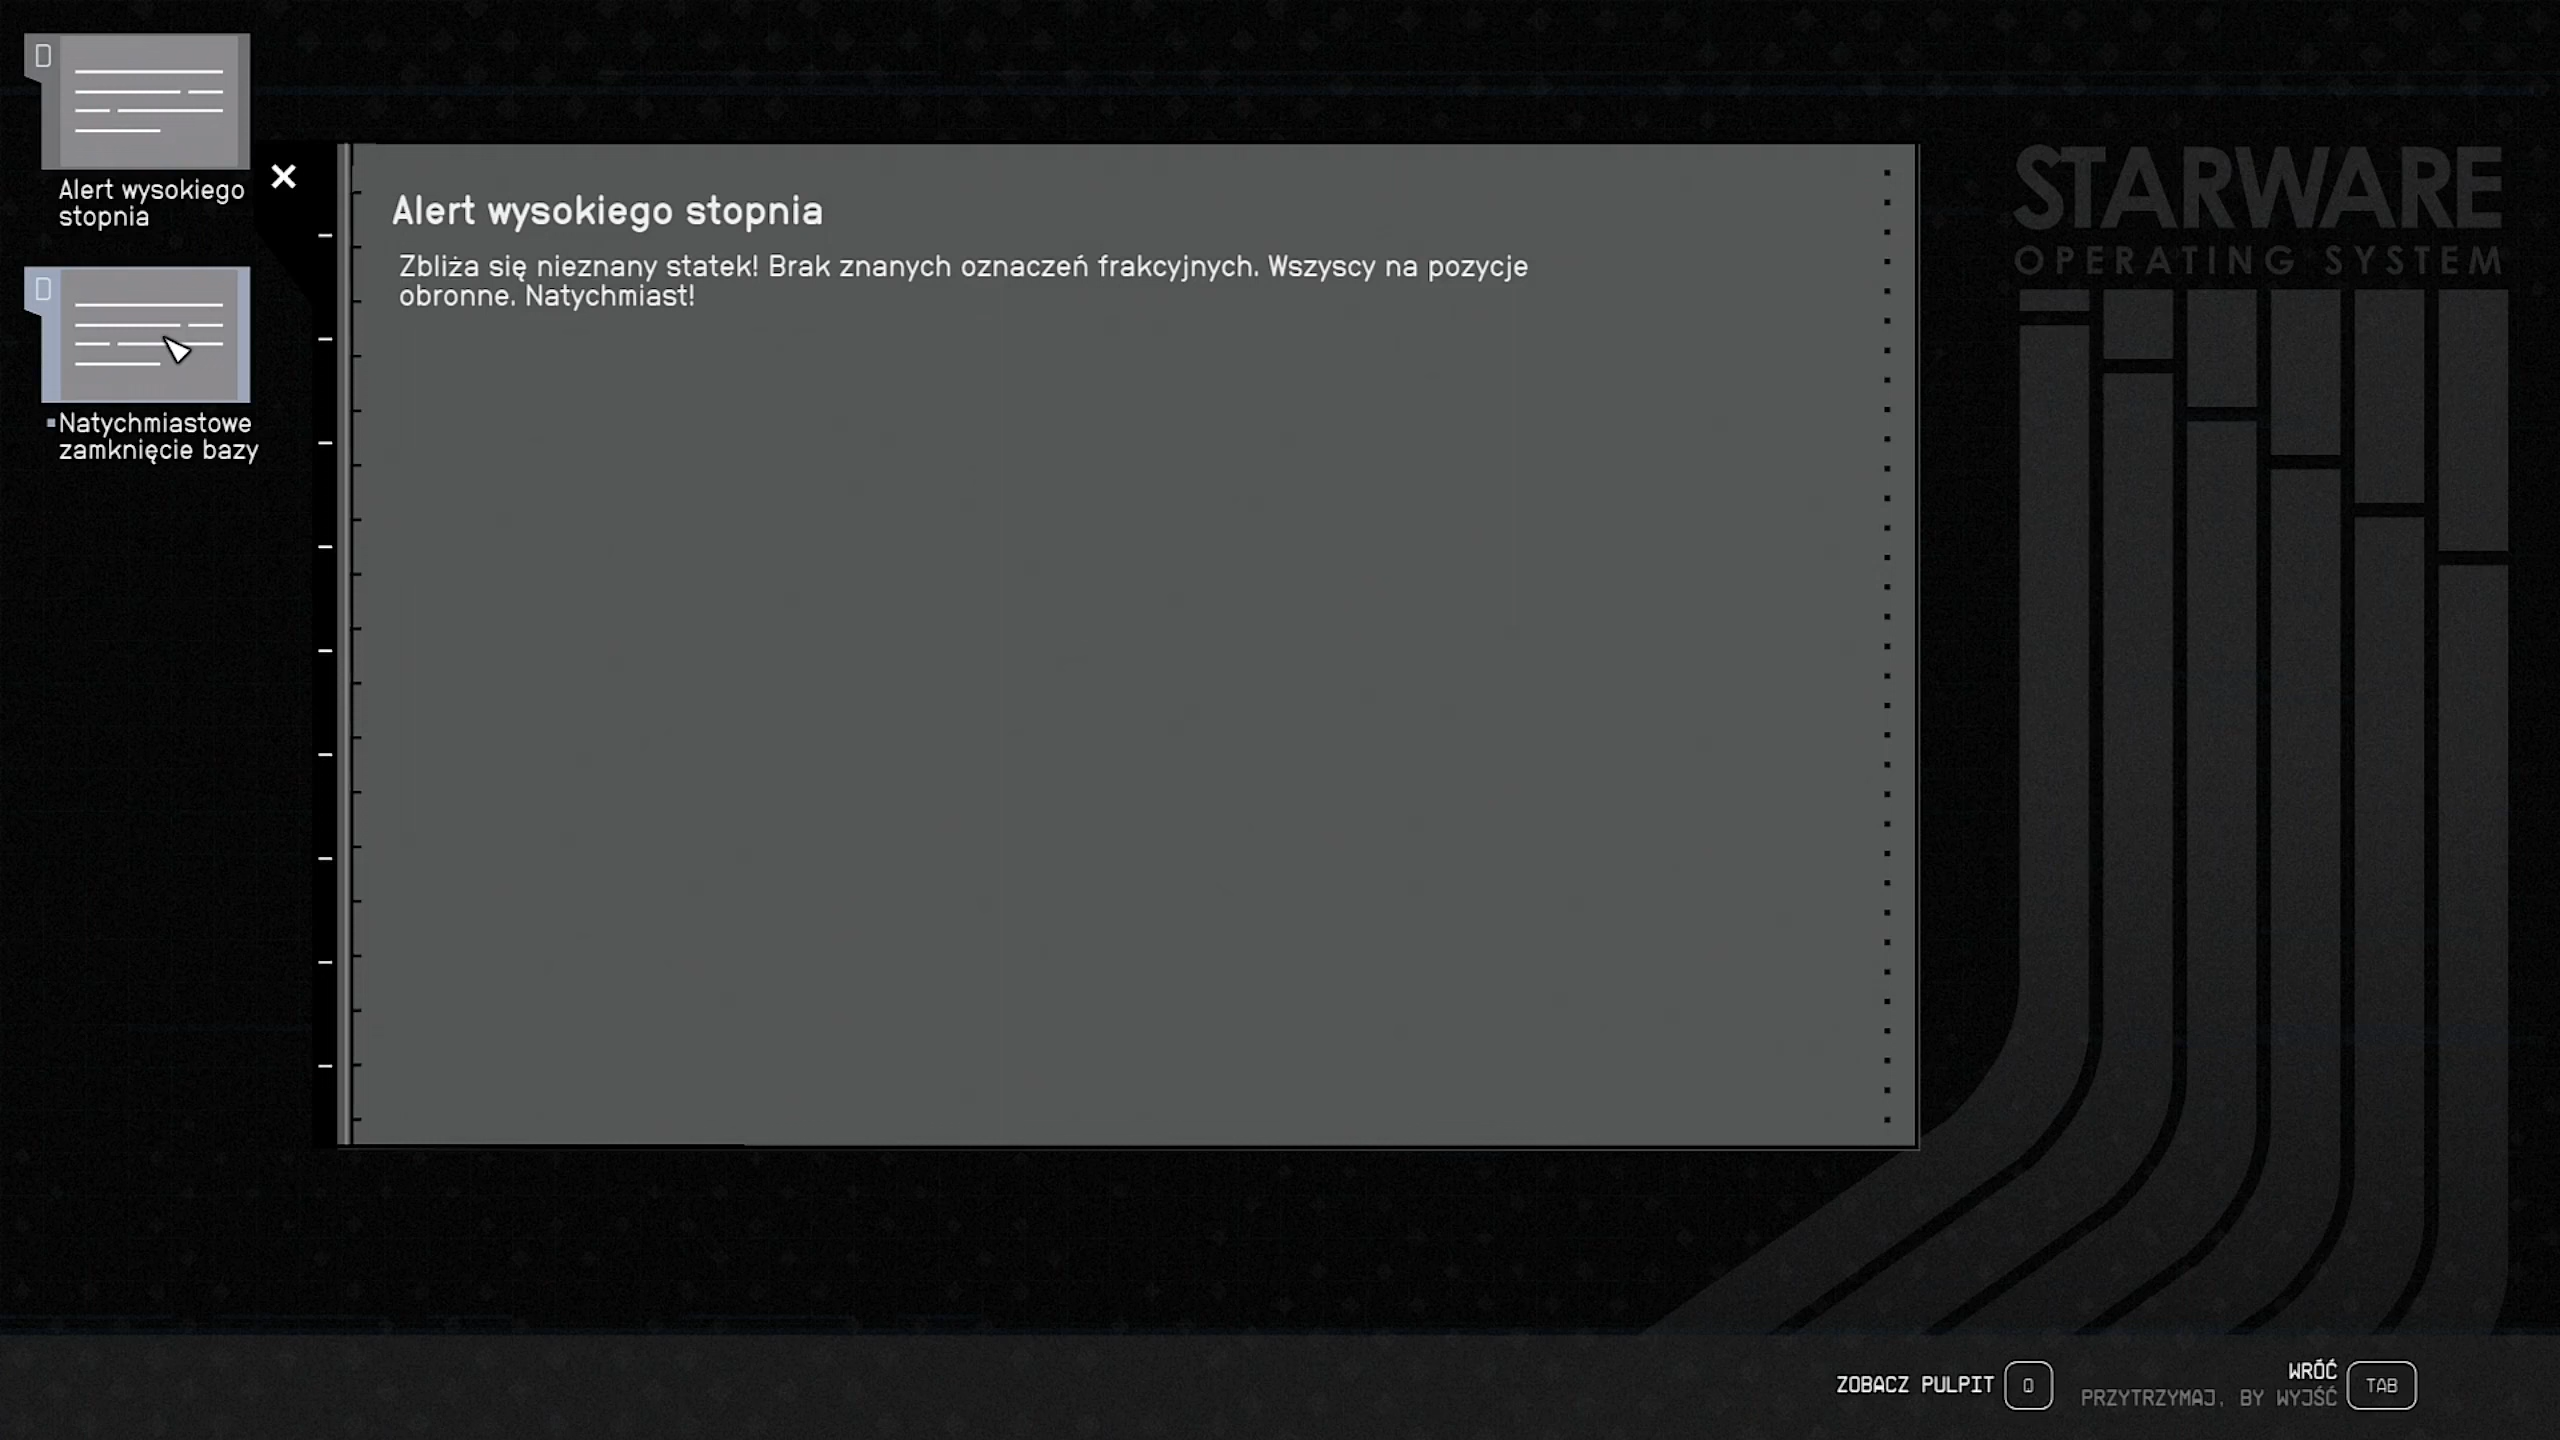 Alert wysokiego
stopnia
Natychmiastowe
zamknięcie bazy
Alert wysokiego stopnia
Zbliża się nieznany statek! Brak znanych oznaczeń frakcyjnych. Wszyscy na pozycje
obronne. Natychmiast!
STARWARE
OPERATING SYSTEM
ZOBACZ PULPIT Q
WRÓĆ
PRZYTRZYMAJ, BY WYJŚĆ
TAB